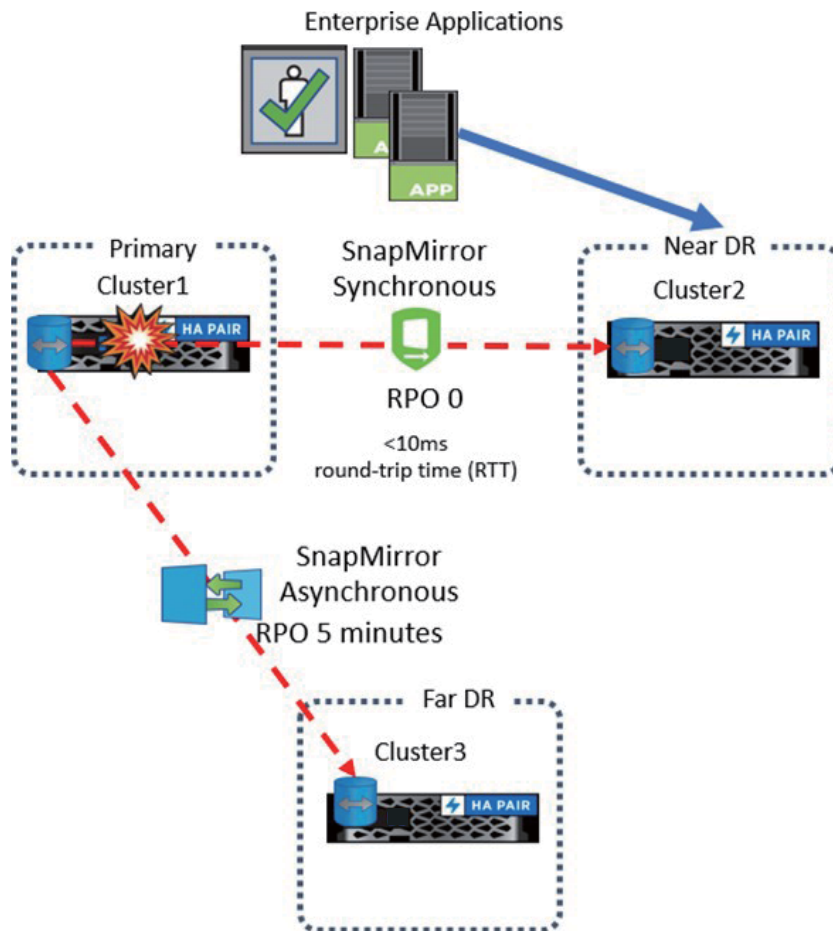 Enterprise Applications
A
APP
Primary
Cluster1
HA PAIR
SnapMirror
Synchronous
RPO 0
<10ms
round-trip time (RTT)
Near DR
Cluster2
HA PAIR
SnapMirror
Asynchronous
RPO 5 minutes
Far DR
Cluster3
HA PAIR